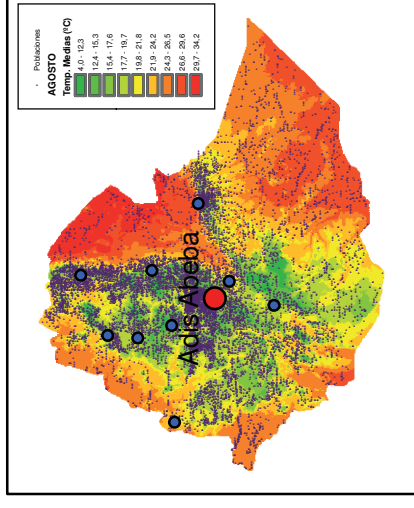 Poblaciones
AGOSTO
Temp. Medias (ºC)
4,0 - 12,3
12,4 - 15,3
15,4 - 17,6
17,7 - 19,7
19,8 - 21,8
21,9 - 24,2
24,3 - 26,5
26,6 - 29,6
29,7 - 34,2
Adis Abeba